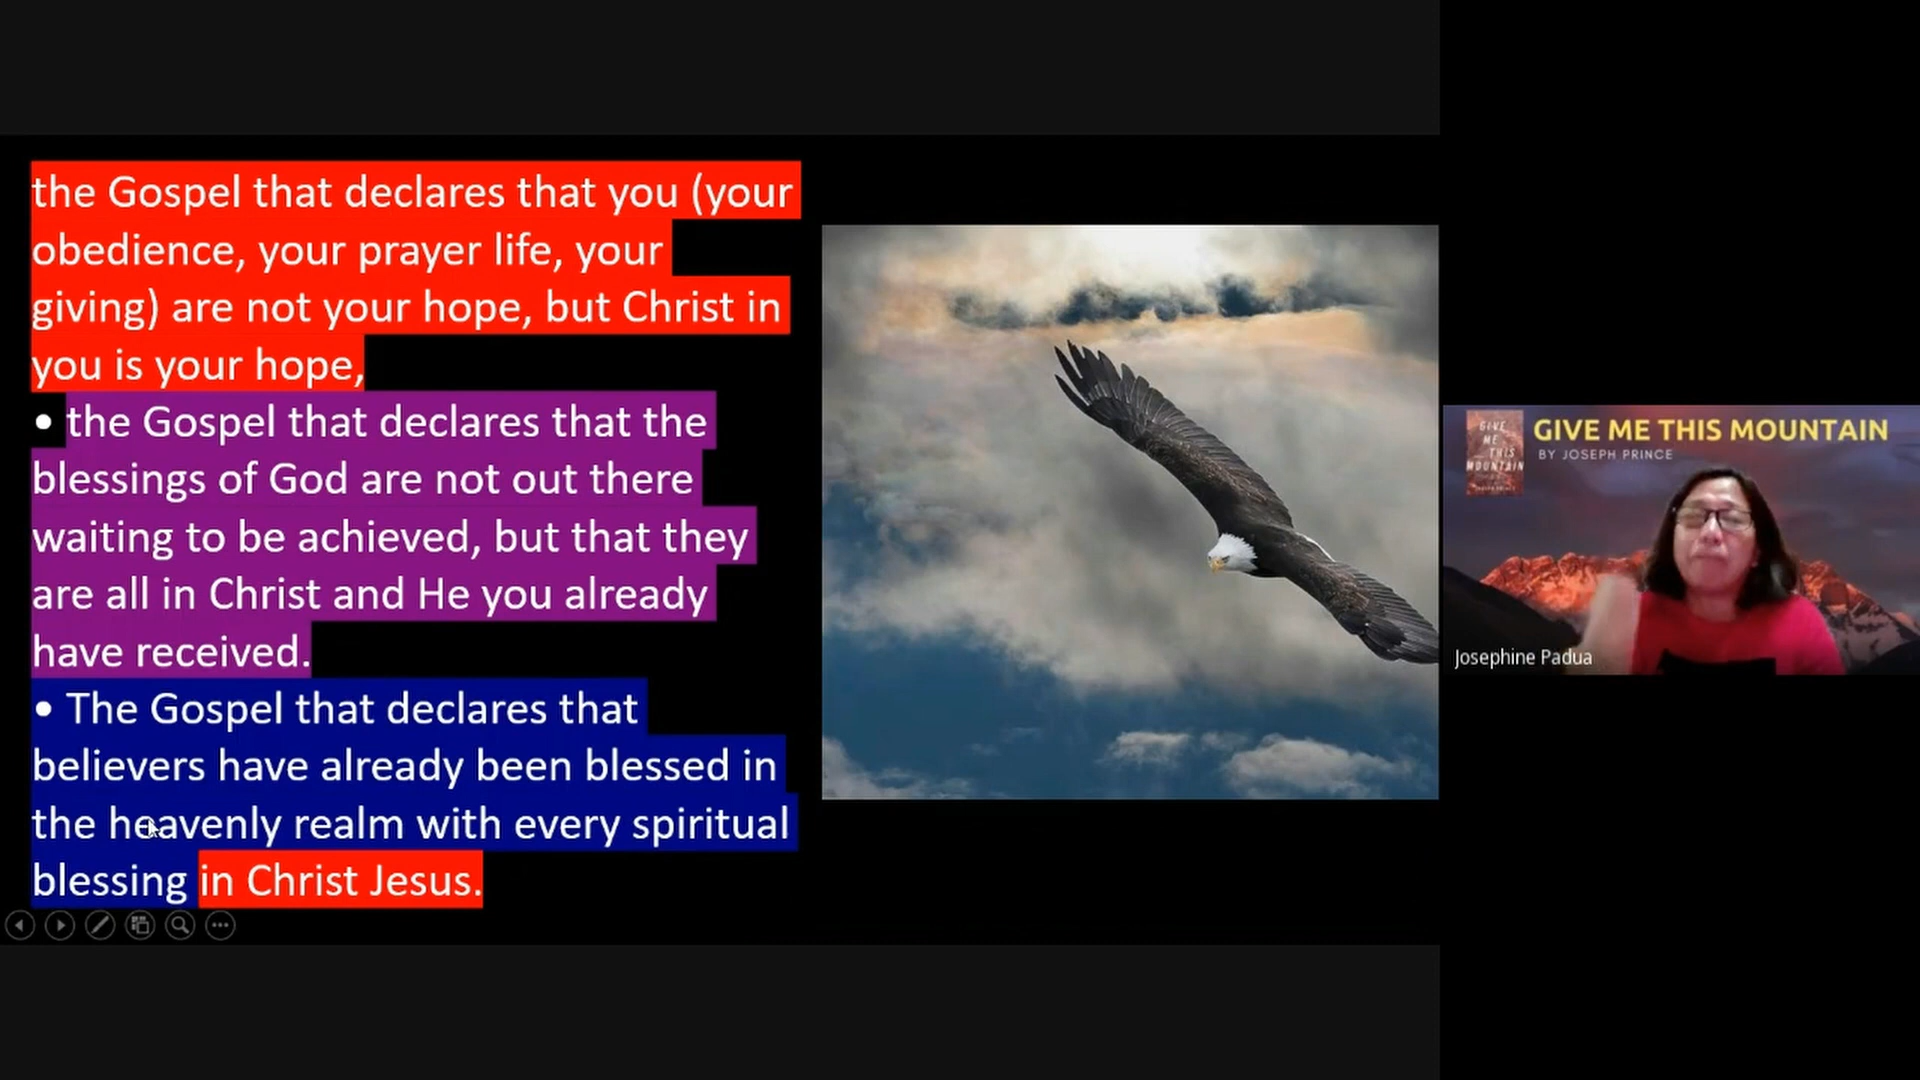 the Gospel that declares that you (your
obedience, your prayer life, your
giving) are not your hope, but Christ in
you is your hope,
• the Gospel that declares that the
blessings of God are not out there
waiting to be achieved, but that they
are all in Christ and He you already
have received.
• The Gospel that declares that
believers have already been blessed in
the heavenly realm with every spiritual
blessing in Christ Jesus.
GIVE
ME
THIS
MOUNTAIN
GIVE ME THIS MOUNTAIN
BY JOSEPH PRINCE
Josephine Padua